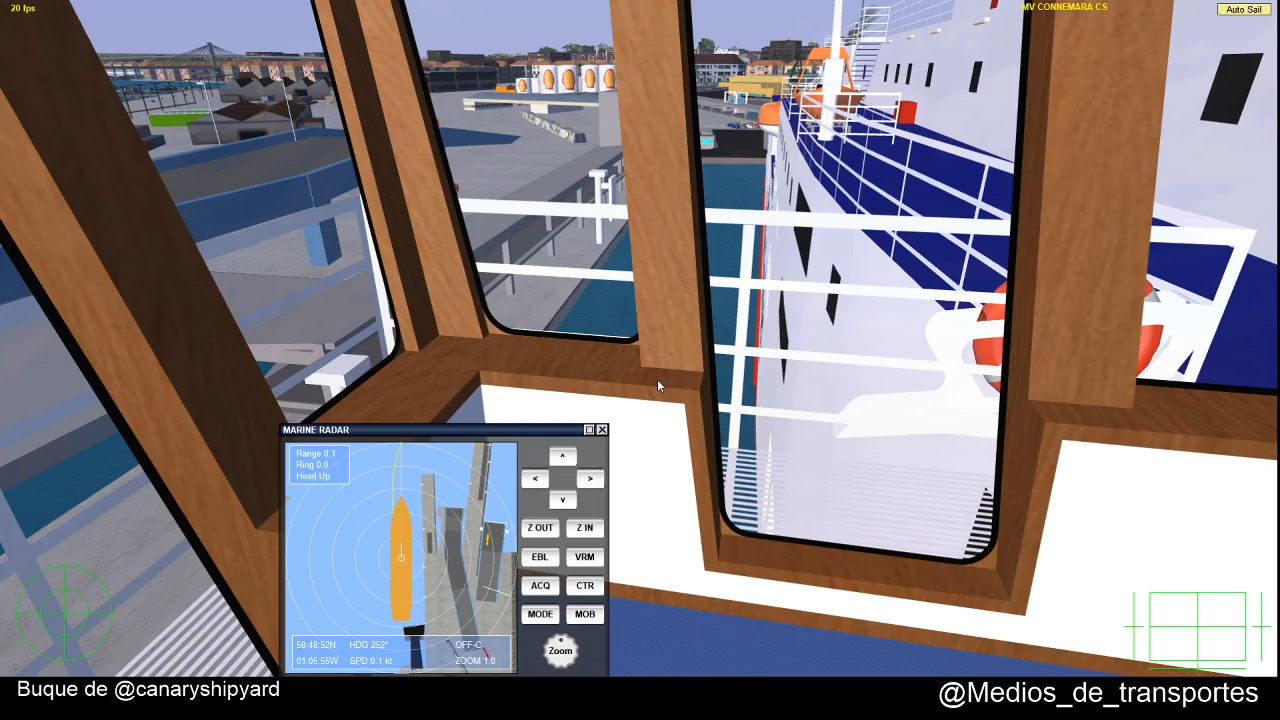 20 fps
MV CONNEMARA CS
Auto Sail
MARINE RADAR
Range 0.1
Ring 0.0
Head Up
^
< >
v
Z OUT Z IN
EBL VRM
ACQ CTR
MODE MOB
Zoom
50:48:52N HDG 252° OFF-C
01:05:55W SPD 0.1 kt ZOOM 1.0
Buque de @canaryshipyard
@Medios_de_transportes